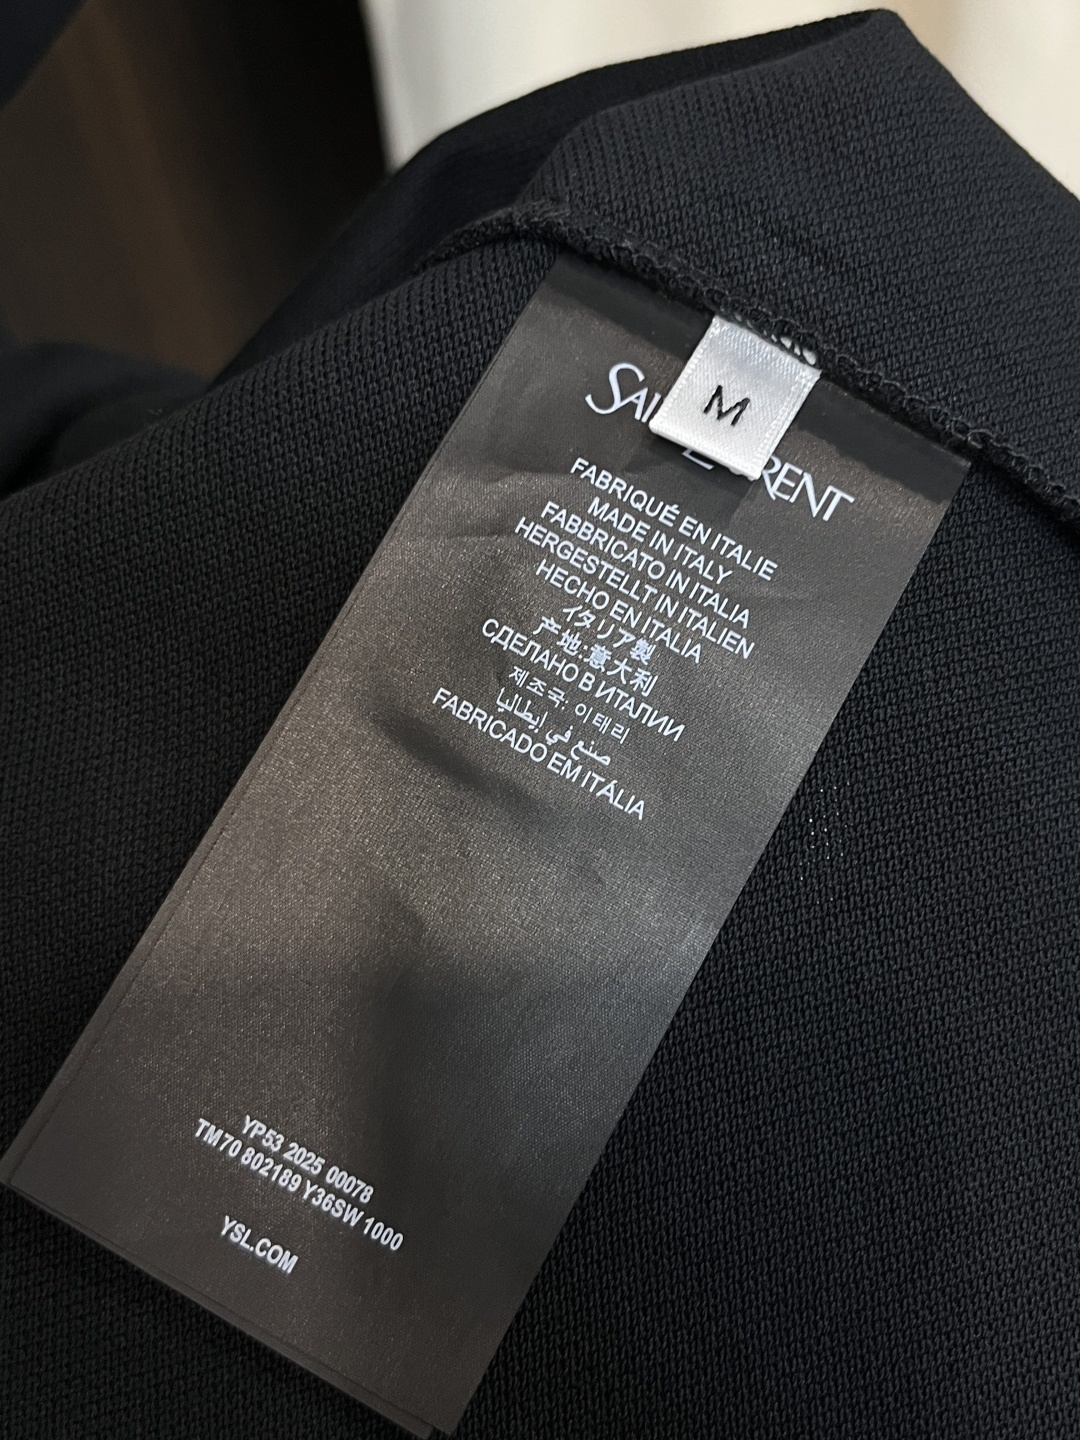 M
FABRIQUÉ EN ITALIE
MADE IN ITALY
FABBRICATO IN ITALIA
HERGESTELLT IN ITALIEN
HECHO EN ITALIA
イタリア製
产地:意大利
СДЕЛАНО В ИТАЛИИ
제조국: 이태리
صنع في إيطاليا
FABRICADO EM ITÁLIA
YP53 2025 00078
TM70 802189 Y36SW 1000
YSL.COM